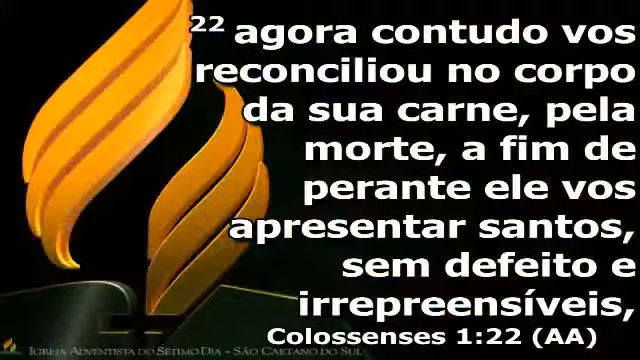 22 agora contudo vos
reconciliou no corpo
da sua carne, pela
morte, a fim de
perante ele vos
apresentar santos,
sem defeito e
irrepreensíveis,
Colossenses 1:22 (AA)
Igreja Adventista do Sétimo Dia - São Caetano do Sul